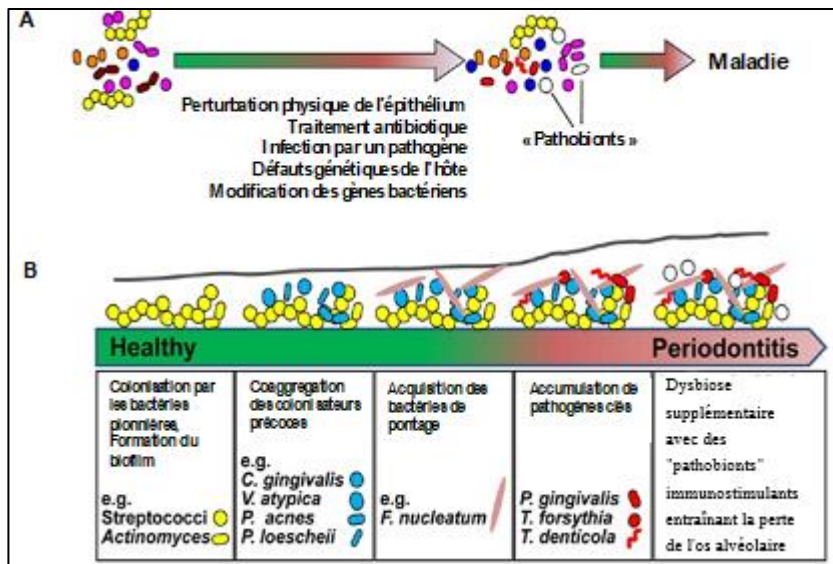 A
Maladie
Perturbation physique de l'épithélium
Traitement antibiotique
Infection par un pathogène
Défauts génétiques de l'hôte
Modification des gènes bactériens
« Pathobionts »
B
Healthy
Periodontitis
Colonisation par
les bactéries
pionnières,
Formation du
biofilm
e.g.
Streptococci
Actinomyces
Coaggregation
des colonisateurs
précoces
e.g.
C. gingivalis
V. atypica
P. acnes
P. loescheii
Acquisition des
bactéries de
pontage
e.g.
F. nucleatum
Accumulation de
pathogènes clés
P. gingivalis
T. forsythia
T. denticola
Dysbiose
supplémentaire
avec des
"pathobionts"
immunostimulants
entraînant la perte
de l'os alvéolaire